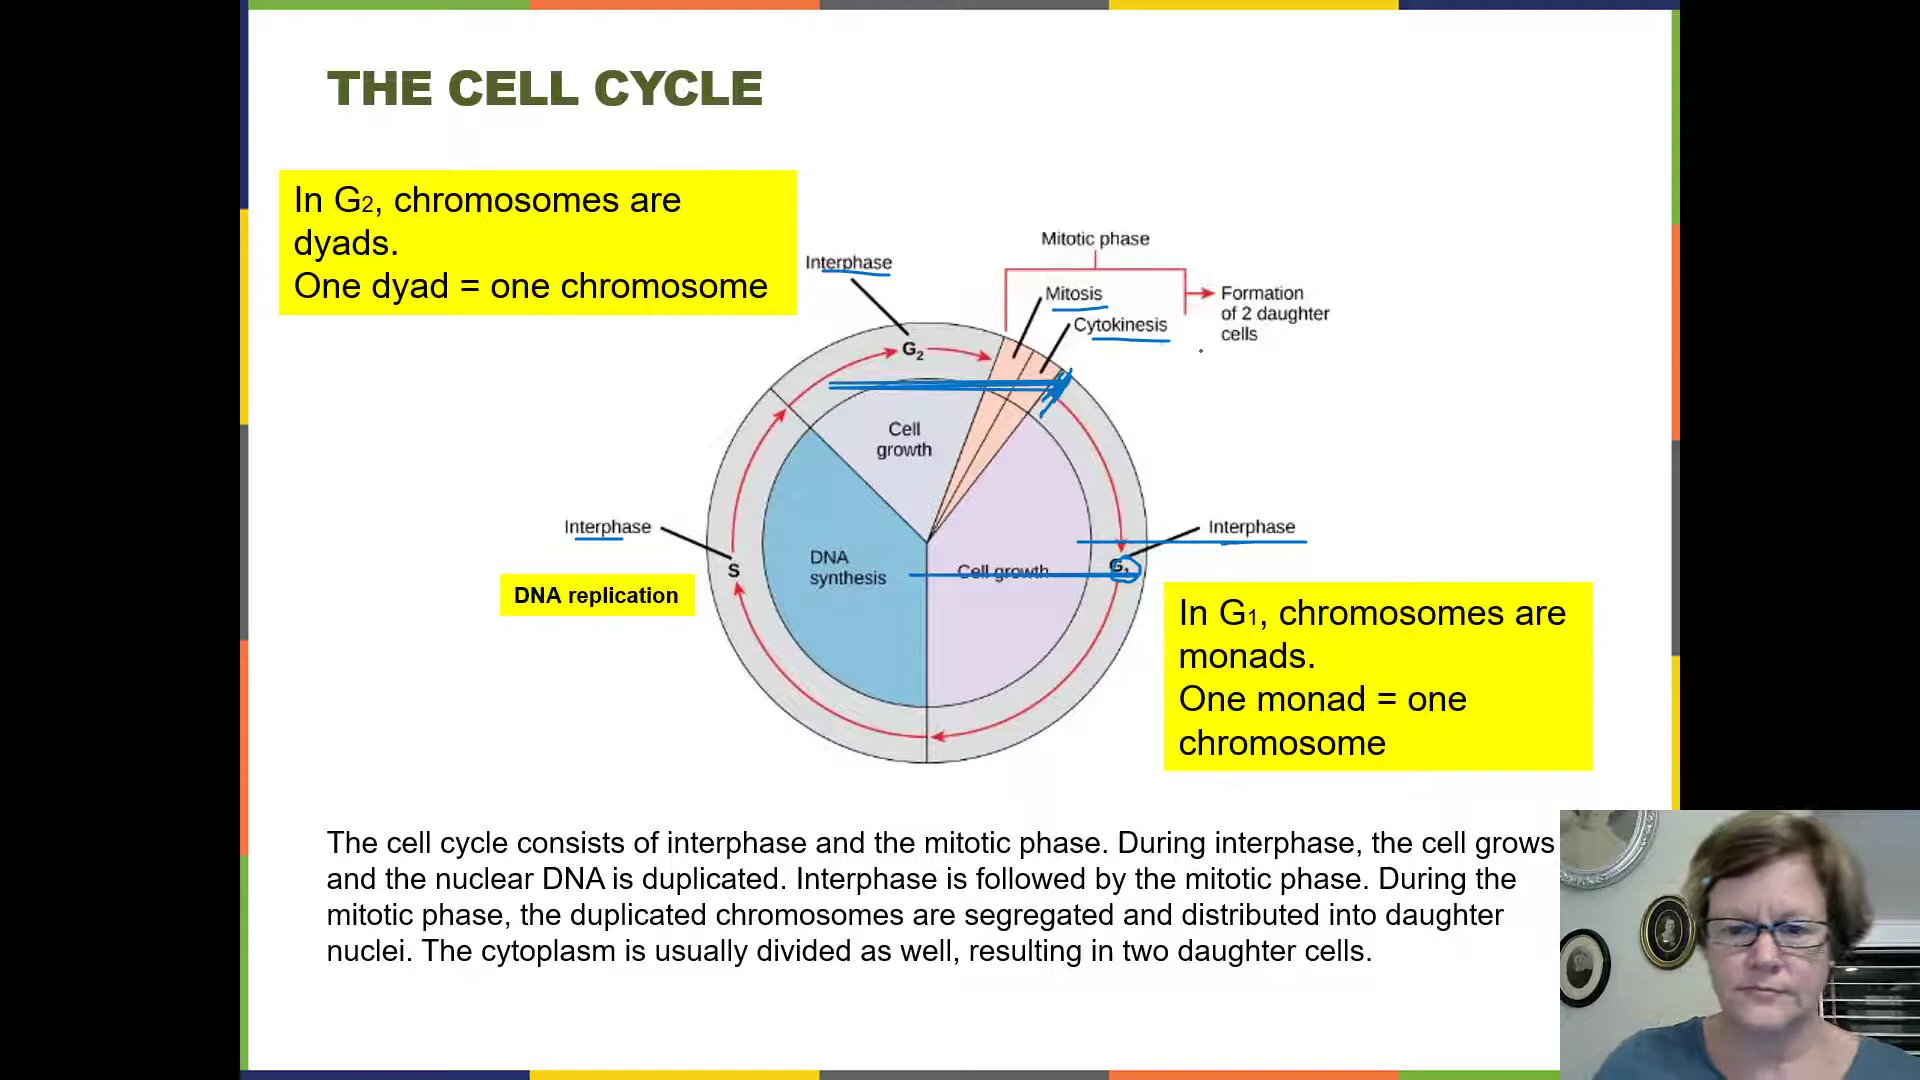 THE CELL CYCLE
In G2, chromosomes are
dyads.
One dyad = one chromosome
Interphase
Mitotic phase
Mitosis
Cytokinesis
Formation
of 2 daughter
cells
G2
Cell
growth
Interphase
Interphase
S
DNA
synthesis
Cell growth
G1
DNA replication
In G1, chromosomes are
monads.
One monad = one
chromosome
The cell cycle consists of interphase and the mitotic phase. During interphase, the cell grows
and the nuclear DNA is duplicated. Interphase is followed by the mitotic phase. During the
mitotic phase, the duplicated chromosomes are segregated and distributed into daughter
nuclei. The cytoplasm is usually divided as well, resulting in two daughter cells.